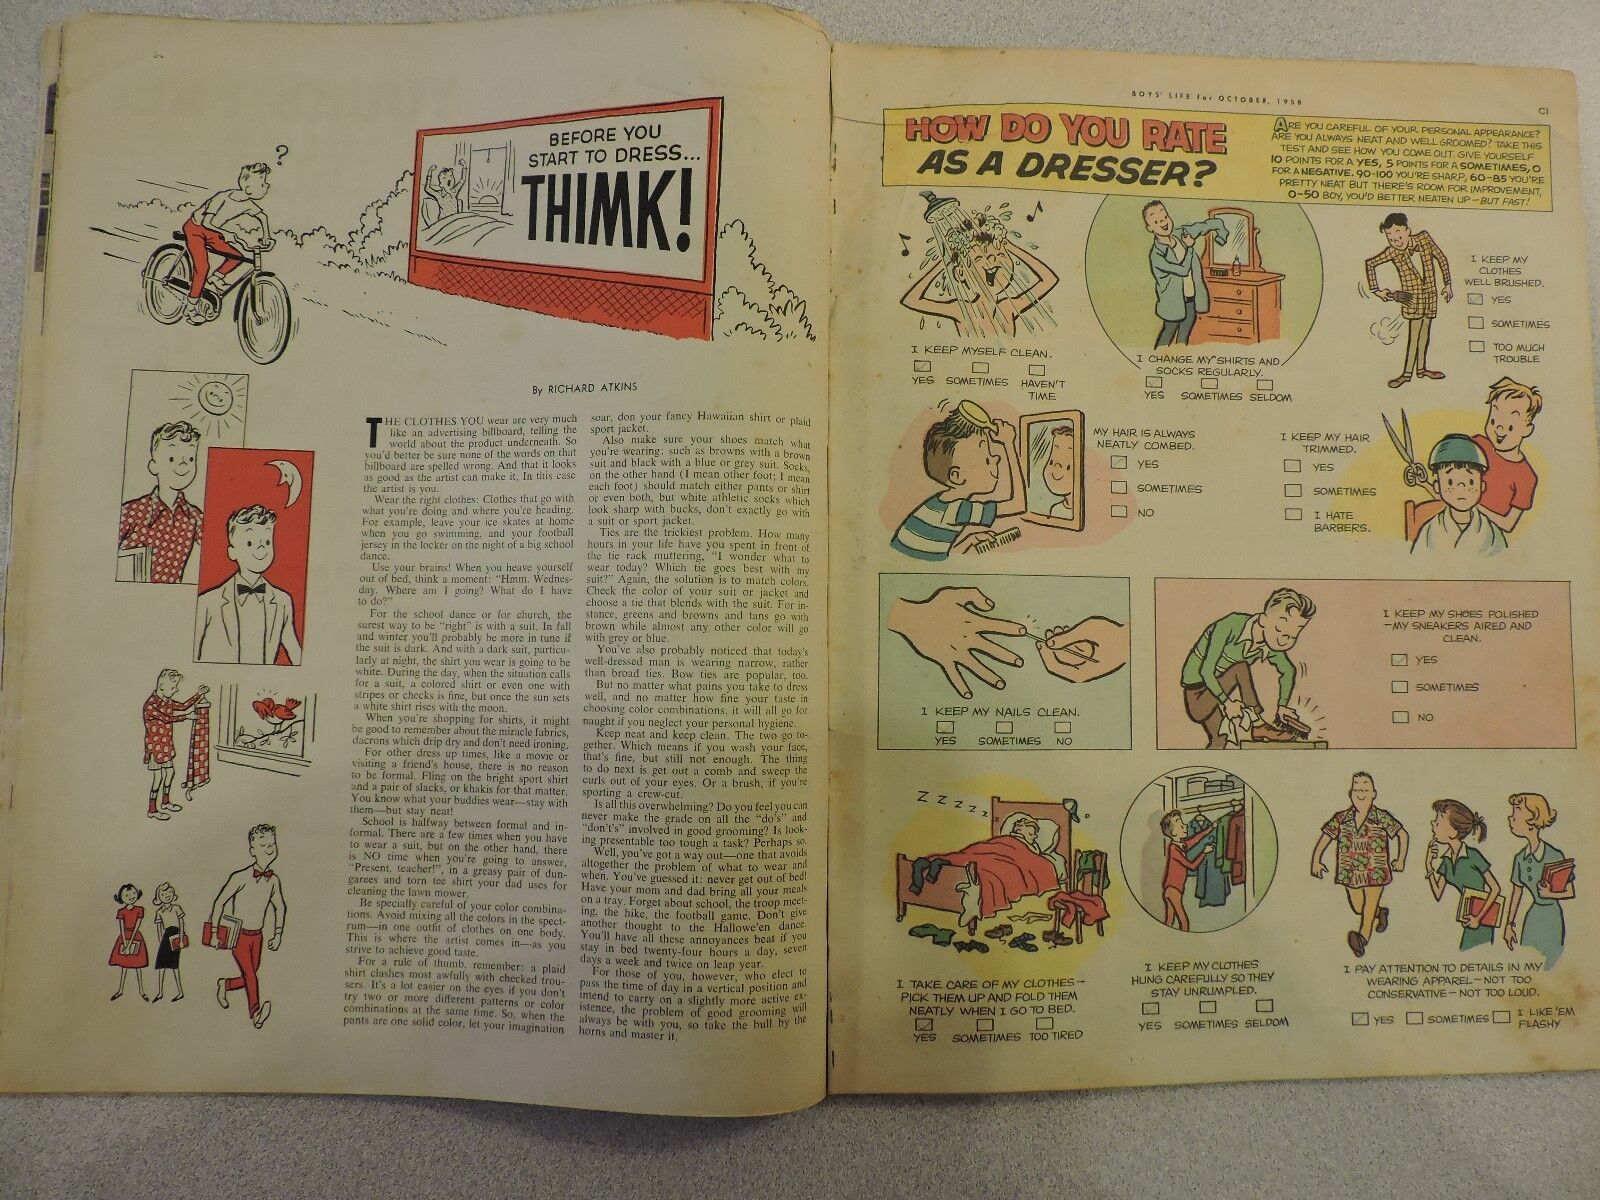 BEFORE YOU
START TO DRESS...
THIMK!
?
By RICHARD ATKINS
THE CLOTHES YOU wear are very much
like an advertising billboard, telling the
world about the product underneath. So
you'd better be sure none of the words on that
billboard are spelled wrong. And that it looks
as good as the artist can make it. In this case
the artist is you.
Wear the right clothes: Clothes that go with
what you're doing and where you're heading.
For example, leave your ice skates at home
when you go swimming, and your football
jersey in the locker on the night of a big school
dance.
Use your brains! When you heave yourself
out of bed, think a moment: "Hmm. Wednes-
day. Where am I going? What do I have
to do?"
For the school dance or for church, the
surest way to be "right" is with a suit. In fall
and winter you'll probably be more in tune if
the suit is dark. And with a dark suit, particu-
larly at night, the shirt you wear is going to be
white. During the day, when the situation calls
for a suit, a colored shirt or even one with
stripes or checks is fine, but once the sun sets
a white shirt rises with the moon.
When you're shopping for shirts, it might
be good to remember about the miracle fabrics,
dacrons which drip dry and don't need ironing.
For other dress up times, like a movie or
visiting a friend's house, there is no reason
to be formal. Fling on the bright sport shirt
and a pair of slacks, or khakis for that matter.
You know what your buddies wear—stay with
them—but stay neat!
School is halfway between formal and in-
formal. There are a few times when you have
to wear a suit, but on the other hand, there
is NO time when you're going to answer,
"Present, teacher!", in a greasy pair of dun-
garees and torn tee shirt your dad uses for
cleaning the lawn mower.
Be specially careful of your color combina-
tions. Avoid mixing all the colors in the spect-
rum—in one outfit of clothes on one body.
This is where the artist comes in—as you
strive to achieve good taste.
For a rule of thumb, remember: a plaid
shirt clashes most awfully with checked trou-
sers. It's a lot easier on the eyes if you don't
try two or more different patterns or color
combinations at the same time. So, when the
pants are one solid color, let your imagination
soar, don your fancy Hawaiian shirt or plaid
sport jacket.
Also make sure your shoes match what
you're wearing: such as browns with a brown
suit and black with a blue or grey suit. Socks,
on the other hand (I mean other foot; I mean
each foot) should match either pants or shirt
or even both, but white athletic socks which
look sharp with bucks, don't exactly go with
a suit or sport jacket.
Ties are the trickiest problem. How many
hours in your life have you spent in front of
the tie rack muttering, "I wonder what to
wear today? Which tie goes best with my
suit?" Again, the solution is to match colors.
Check the color of your suit or jacket and
choose a tie that blends with the suit. For in-
stance, greens and browns and tans go with
brown while almost any other color will go
with grey or blue.
You've also probably noticed that today's
well-dressed man is wearing narrow, rather
than broad ties. Bow ties are popular, too.
But no matter what pains you take to dress
well, and no matter how fine your taste in
choosing color combinations, it will all go for
naught if you neglect your personal hygiene.
Keep neat and keep clean. The two go to-
gether. Which means if you wash your face,
that's fine, but still not enough. The thing
to do next is get out a comb and sweep the
curls out of your eyes. Or a brush, if you're
sporting a crew-cut.
Is all this overwhelming? Do you feel you can
never make the grade on all the "do's" and
"don't's" involved in good grooming? Is look-
ing presentable too tough a task? Perhaps so.
Well, you've got a way out—one that avoids
altogether the problem of what to wear and
when. You've guessed it: never get out of bed!
Have your mom and dad bring all your meals
on a tray. Forget about school, the troop meet-
ing, the hike, the football game. Don't give
another thought to the Hallowe'en dance.
You'll have all these annoyances beat if you
stay in bed twenty-four hours a day, seven
days a week and twice on leap year.
For those of you, however, who elect to
pass the time of day in a vertical position and
intend to carry on a slightly more active ex-
istence, the problem of good grooming will
always be with you, so take the bull by the
horns and master it.
BOYS' LIFE for OCTOBER, 1958
C1
HOW DO YOU RATE
AS A DRESSER?
ARE YOU CAREFUL OF YOUR PERSONAL APPEARANCE?
ARE YOU ALWAYS NEAT AND WELL GROOMED? TAKE THIS
TEST AND SEE HOW YOU COME OUT. GIVE YOURSELF
10 POINTS FOR A YES, 5 POINTS FOR A SOMETIMES, 0
FOR A NEGATIVE. 90-100 YOU'RE SHARP, 60-85 YOU'RE
PRETTY NEAT BUT THERE'S ROOM FOR IMPROVEMENT,
0-50 BOY, YOU'D BETTER NEATEN UP - BUT FAST!
I KEEP MYSELF CLEAN.
YES SOMETIMES HAVEN'T
TIME
I CHANGE MY SHIRTS AND
SOCKS REGULARLY.
YES SOMETIMES SELDOM
I KEEP MY
CLOTHES
WELL BRUSHED.
YES
SOMETIMES
TOO MUCH
TROUBLE
MY HAIR IS ALWAYS
NEATLY COMBED.
YES
SOMETIMES
NO
I KEEP MY HAIR
TRIMMED.
YES
SOMETIMES
I HATE
BARBERS.
I KEEP MY NAILS CLEAN.
YES SOMETIMES NO
I KEEP MY SHOES POLISHED
—MY SNEAKERS AIRED AND
CLEAN.
YES
SOMETIMES
NO
ZZZZZZ
I TAKE CARE OF MY CLOTHES—
PICK THEM UP AND FOLD THEM
NEATLY WHEN I GO TO BED.
YES SOMETIMES TOO TIRED
I KEEP MY CLOTHES
HUNG CAREFULLY SO THEY
STAY UNRUMPLED.
YES SOMETIMES SELDOM
I PAY ATTENTION TO DETAILS IN MY
WEARING APPAREL—NOT TOO
CONSERVATIVE—NOT TOO LOUD.
YES SOMETIMES I LIKE 'EM
FLASHY